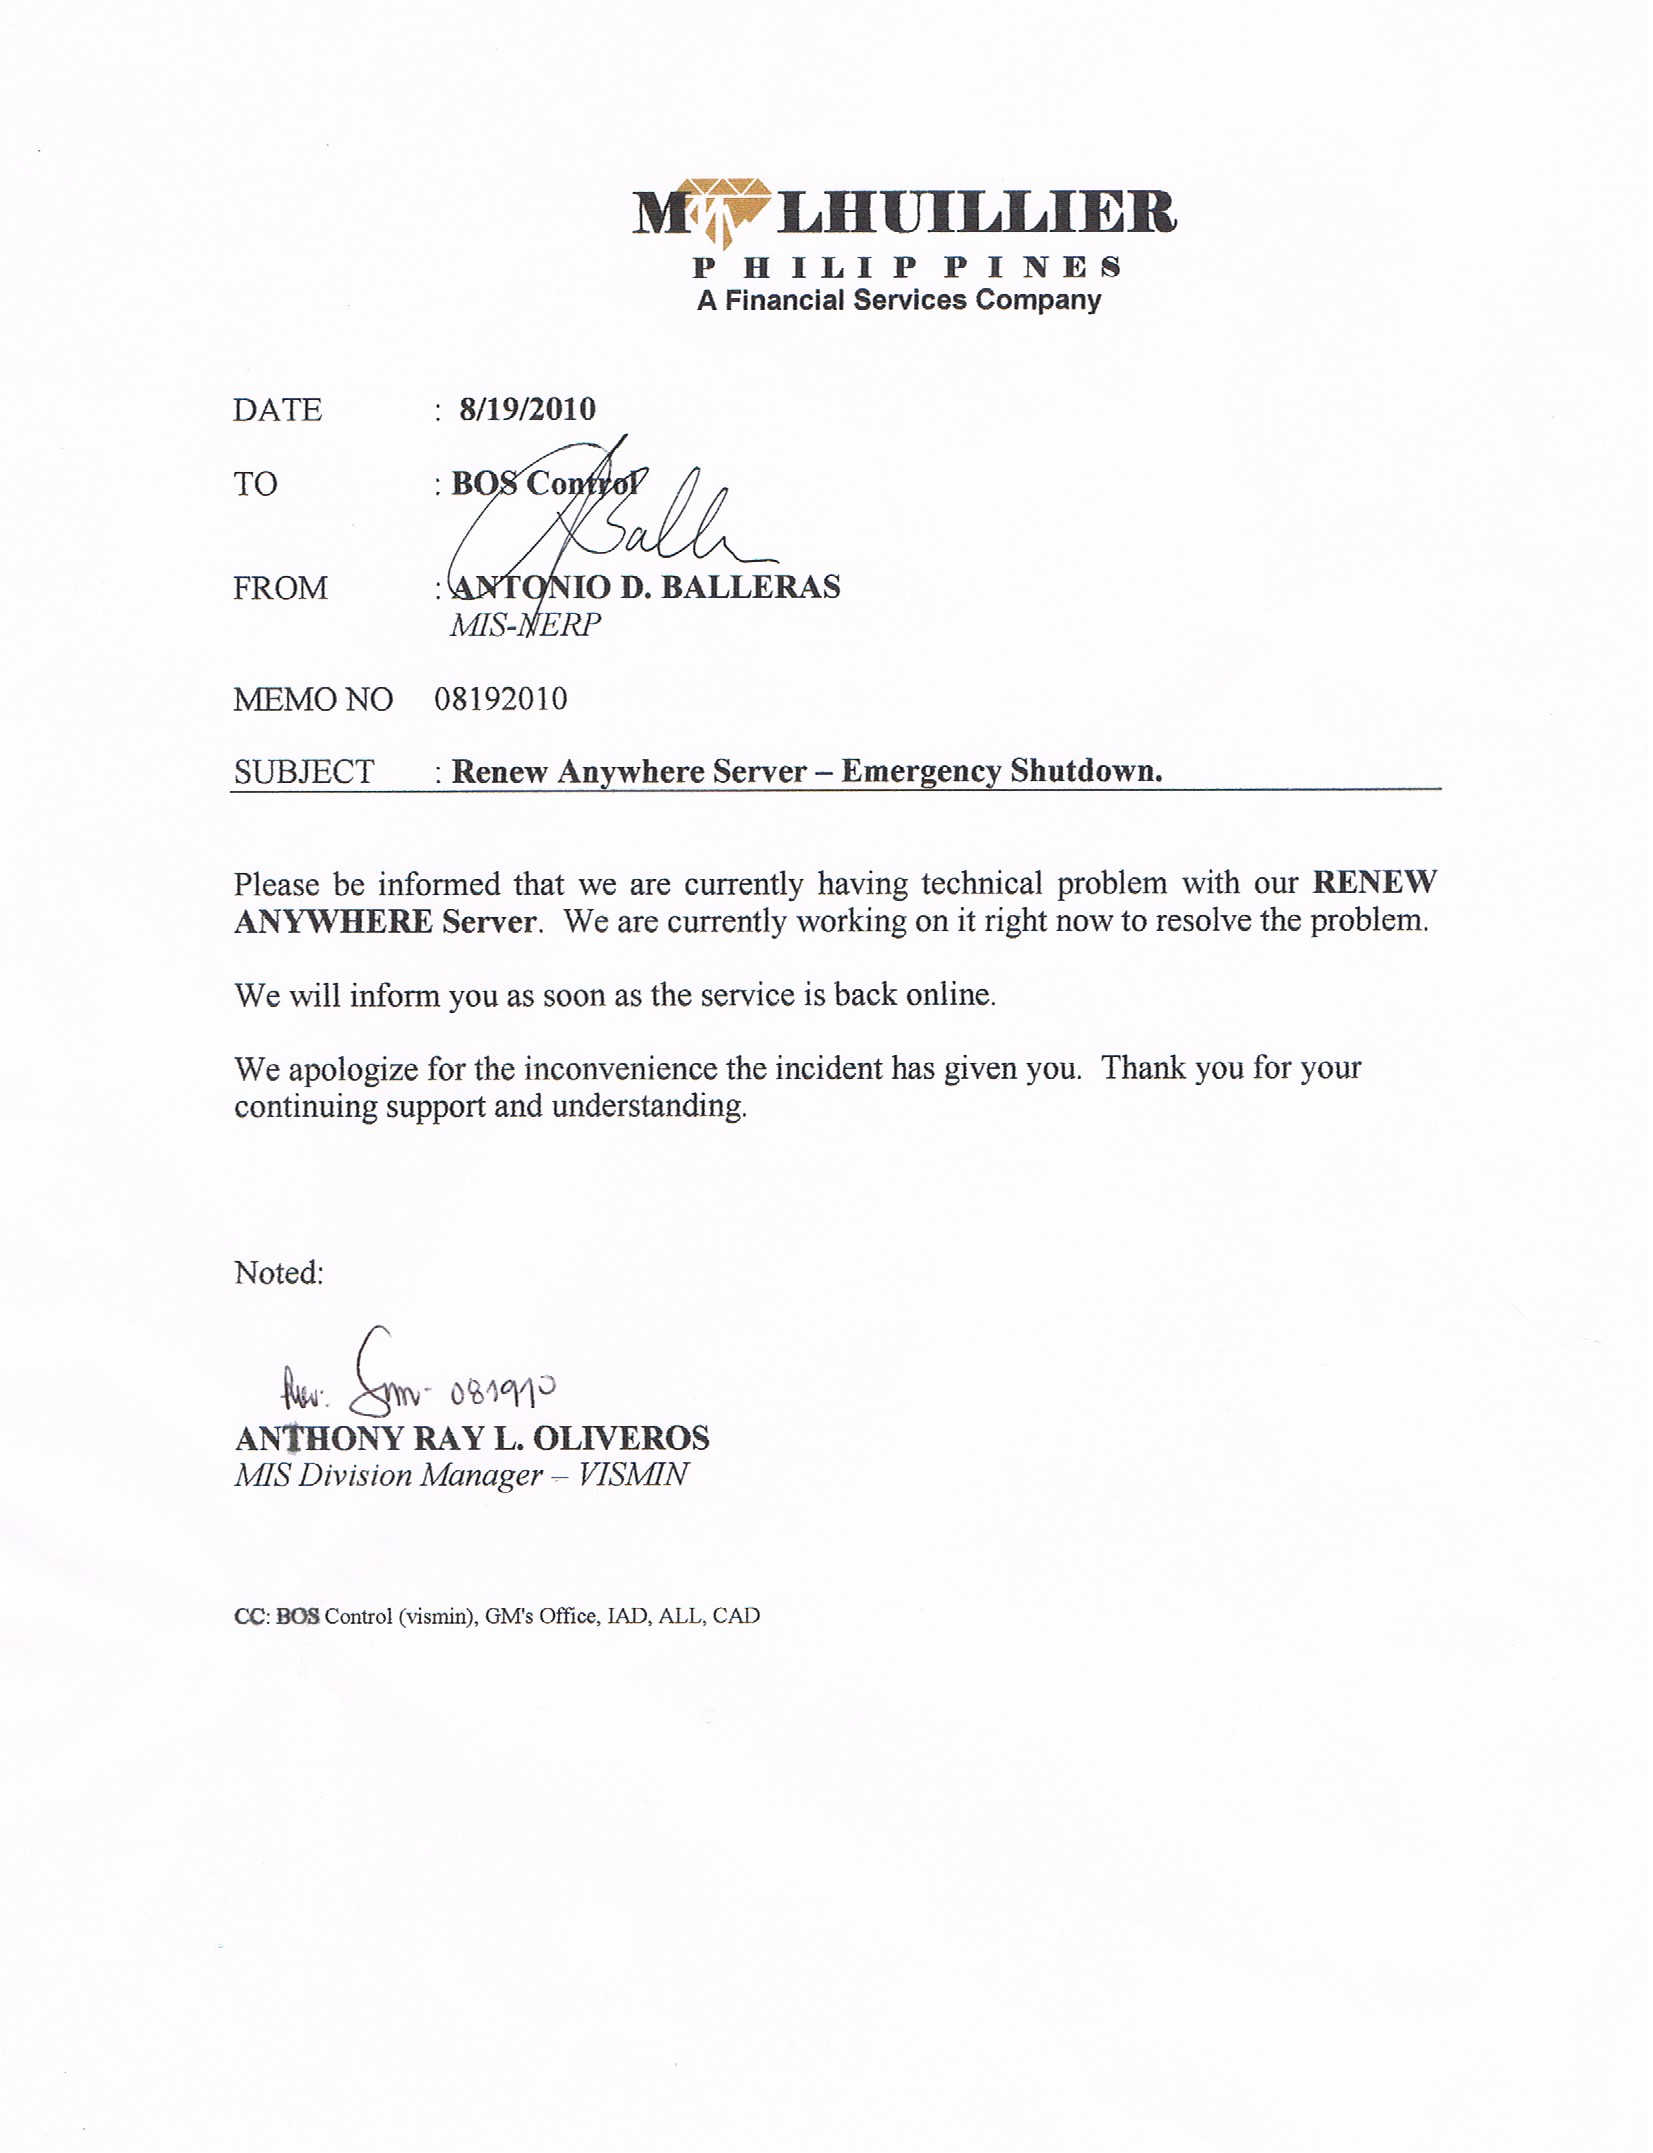 M LHUILLIER
PHILIPPINES
A Financial Services Company
DATE : 8/19/2010
TO : BOS Control
Balle
FROM : ANTONIO D. BALLERAS
MIS-NERP
MEMO NO 08192010
SUBJECT : Renew Anywhere Server – Emergency Shutdown.
Please be informed that we are currently having technical problem with our RENEW
ANYWHERE Server. We are currently working on it right now to resolve the problem.
We will inform you as soon as the service is back online.
We apologize for the inconvenience the incident has given you. Thank you for your
continuing support and understanding.
Noted:
081910
ANTHONY RAY L. OLIVEROS
MIS Division Manager – VISMIN
CC: BOS Control (vismin), GM's Office, IAD, ALL, CAD